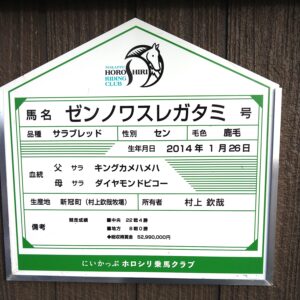 NIIKAPPU
HOROSHIRI
RIDING
CLUB
馬名 ゼンノワスレガタミ 号
品種 サラブレッド 性別 セン 毛色 鹿毛
生年月日 2014年1月26日
血統 父 サラ キングカメハメハ
母 サラ ダイヤモンドビコー
生産地 新冠町(村上欽哉牧場) 所有者 村上 欽哉
備考 競走成績 ■中央 22戦4勝
■地方 8戦0勝
◆総収得賞金 52,990,000円
にいかっぷ ホロシリ乗馬クラブ